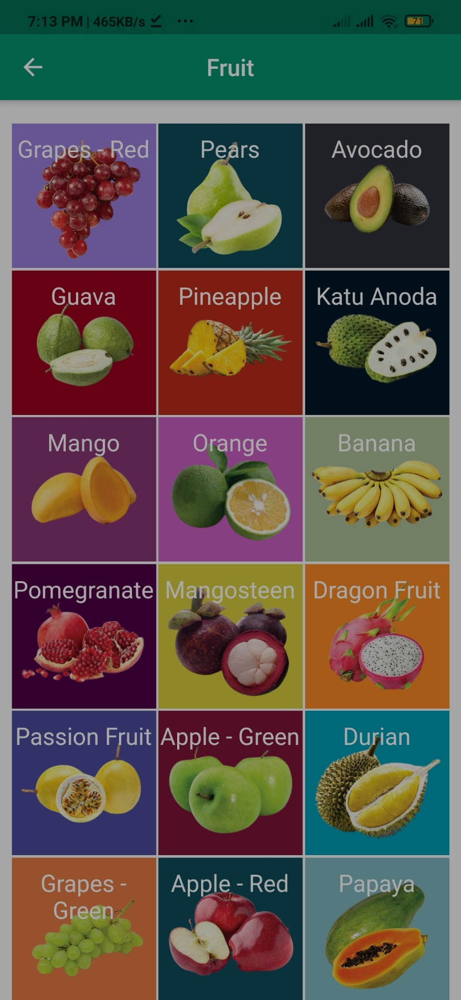 7:13 PM | 465KB/s ...
71
Fruit
Grapes - Red
Pears
Avocado
Guava
Pineapple
Katu Anoda
Mango
Orange
Banana
Pomegranate
Mangosteen
Dragon Fruit
Passion Fruit
Apple - Green
Durian
Grapes -
Green
Apple - Red
Papaya